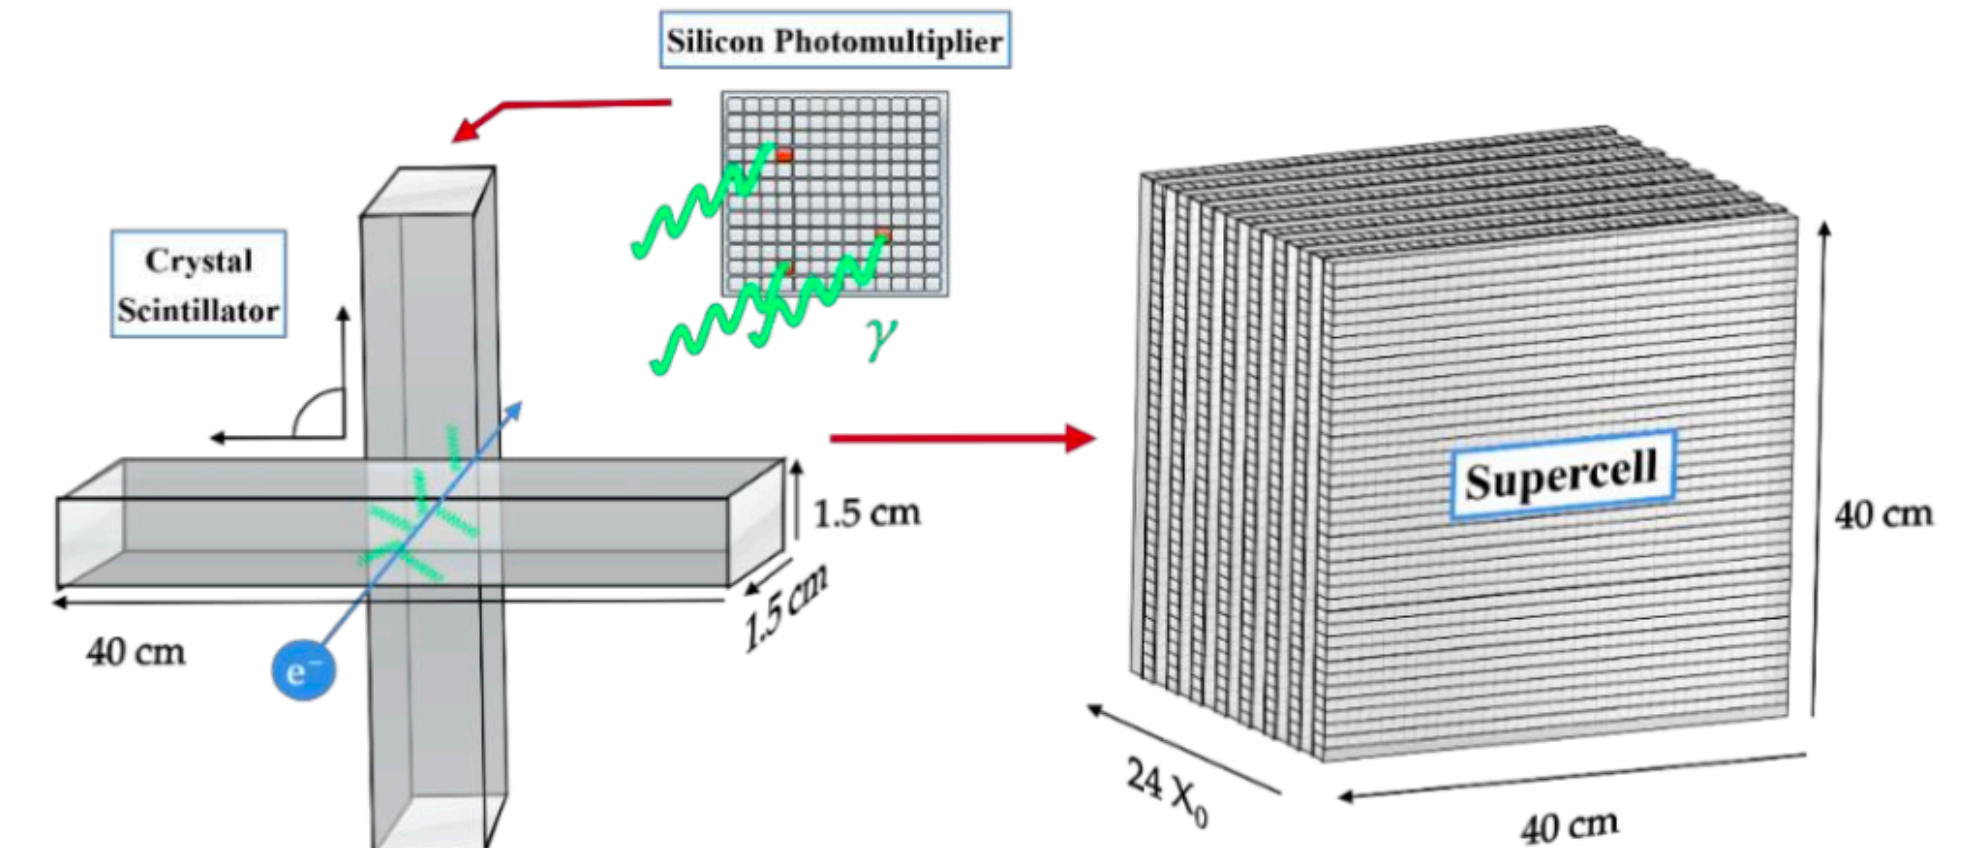 Silicon Photomultiplier
Crystal
Scintillator
γ
e⁻
1.5 cm
1.5 cm
40 cm
Supercell
40 cm
24 X₀
40 cm